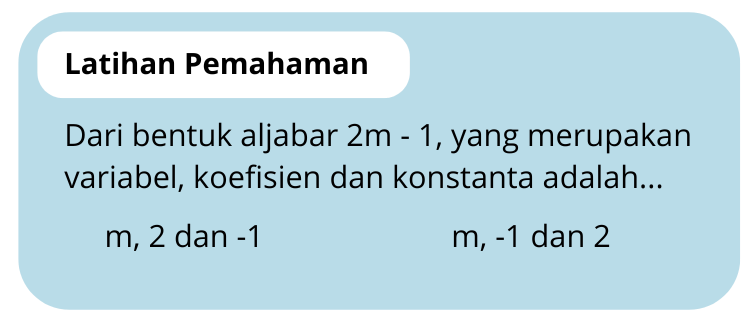 Latihan Pemahaman
Dari bentuk aljabar 2m - 1, yang merupakan
variabel, koefisien dan konstanta adalah...
m, 2 dan -1
m, -1 dan 2